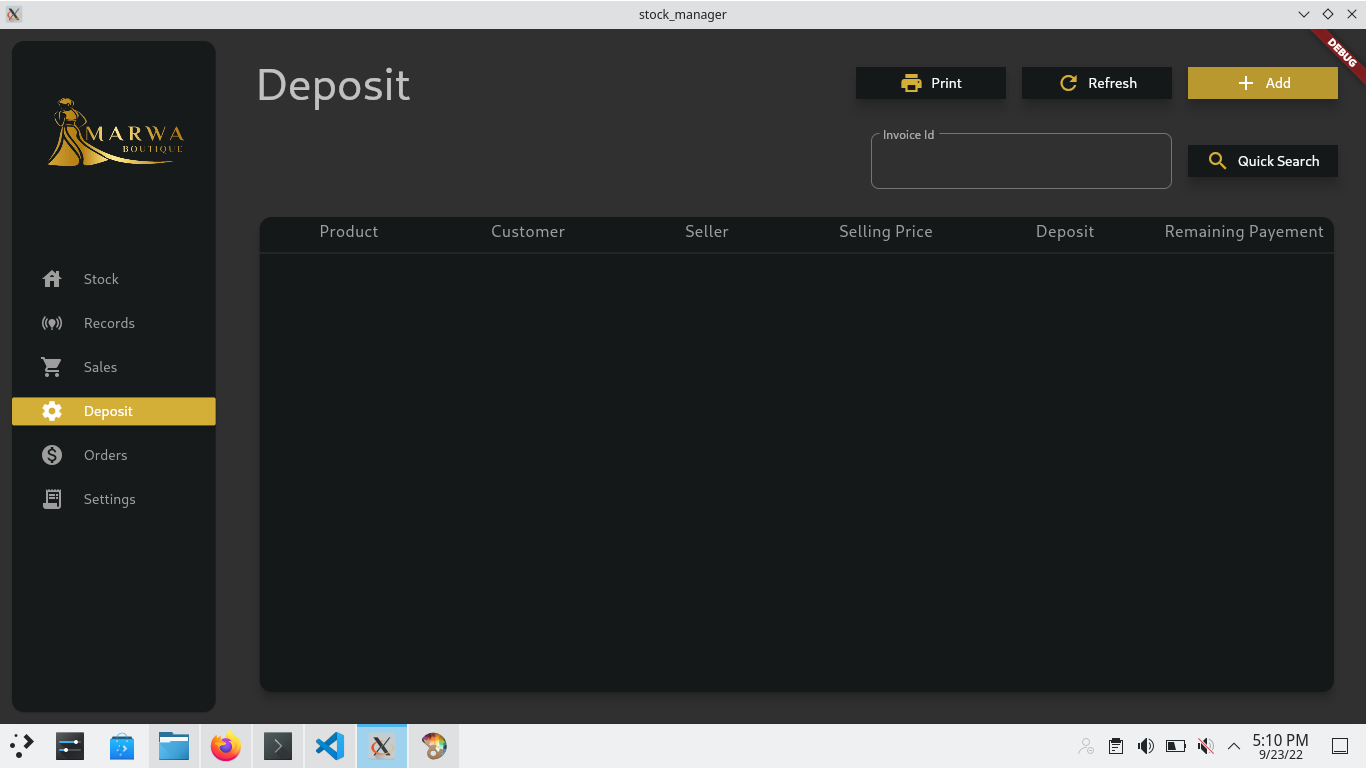 stock_manager
DEBUG
MARWA
BOUTIQUE
Deposit
Print
Refresh
Add
Invoice Id
Quick Search
Product Customer Seller Selling Price Deposit Remaining Payement
Stock
Records
Sales
Deposit
Orders
Settings
5:10 PM
9/23/22